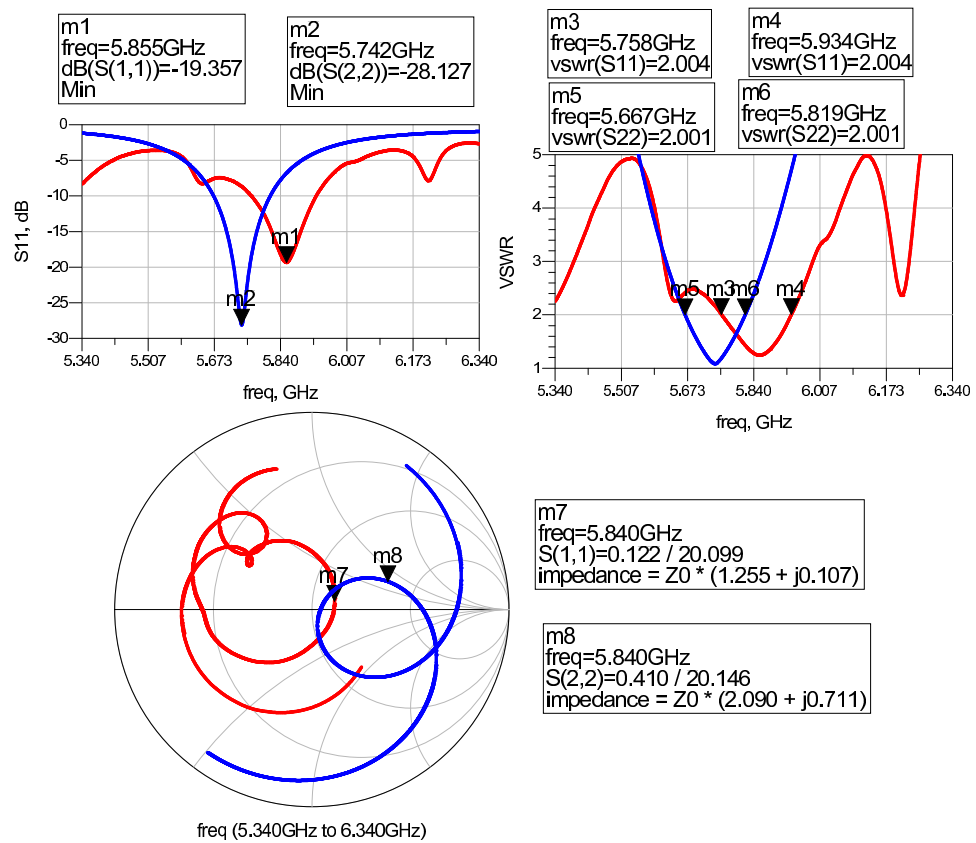 m1
freq=5.855GHz
dB(S(1,1))=-19.357
Min
m2
freq=5.742GHz
dB(S(2,2))=-28.127
Min
m3
freq=5.758GHz
vswr(S11)=2.004
m4
freq=5.934GHz
vswr(S11)=2.004
m5
freq=5.667GHz
vswr(S22)=2.001
m6
freq=5.819GHz
vswr(S22)=2.001
0
-5
-10
-15
-20
-25
-30
S11, dB
m1
m2
5.340 5.507 5.673 5.840 6.007 6.173 6.340
freq, GHz
5
4
3
2
1
VSWR
m5 m3 m6 m4
5.340 5.507 5.673 5.840 6.007 6.173 6.340
freq, GHz
m8
m7
freq (5.340GHz to 6.340GHz)
m7
freq=5.840GHz
S(1,1)=0.122 / 20.099
impedance = Z0 * (1.255 + j0.107)
m8
freq=5.840GHz
S(2,2)=0.410 / 20.146
impedance = Z0 * (2.090 + j0.711)